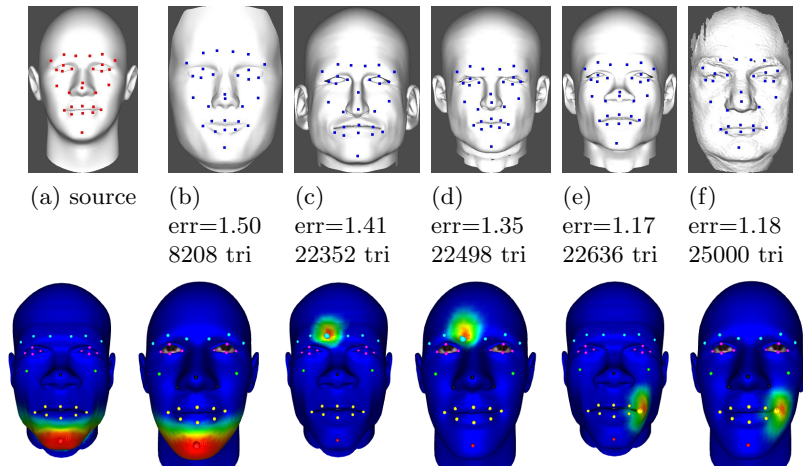 (a) source
(b)
err=1.50
8208 tri
(c)
err=1.41
22352 tri
(d)
err=1.35
22498 tri
(e)
err=1.17
22636 tri
(f)
err=1.18
25000 tri